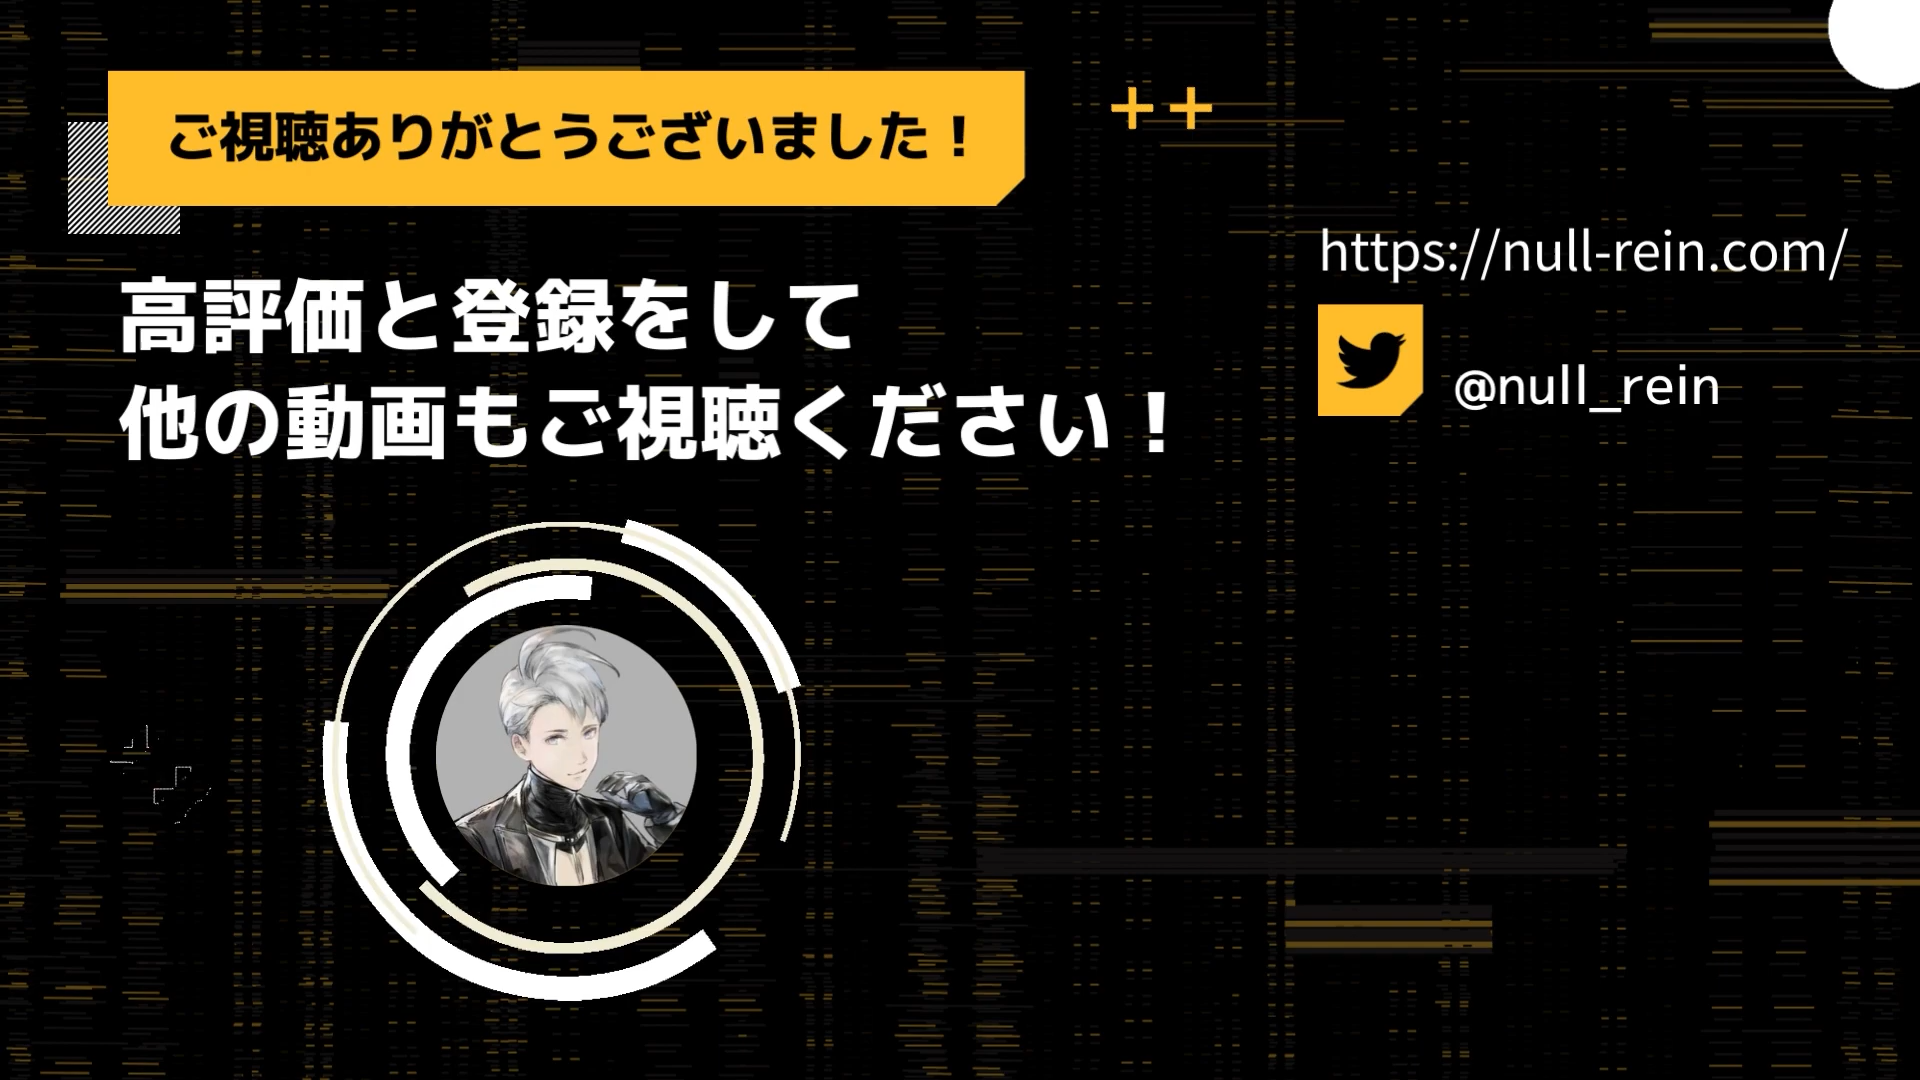 ご視聴ありがとうございました！
高評価と登録をして
他の動画もご視聴ください！
https://null-rein.com/
@null_rein